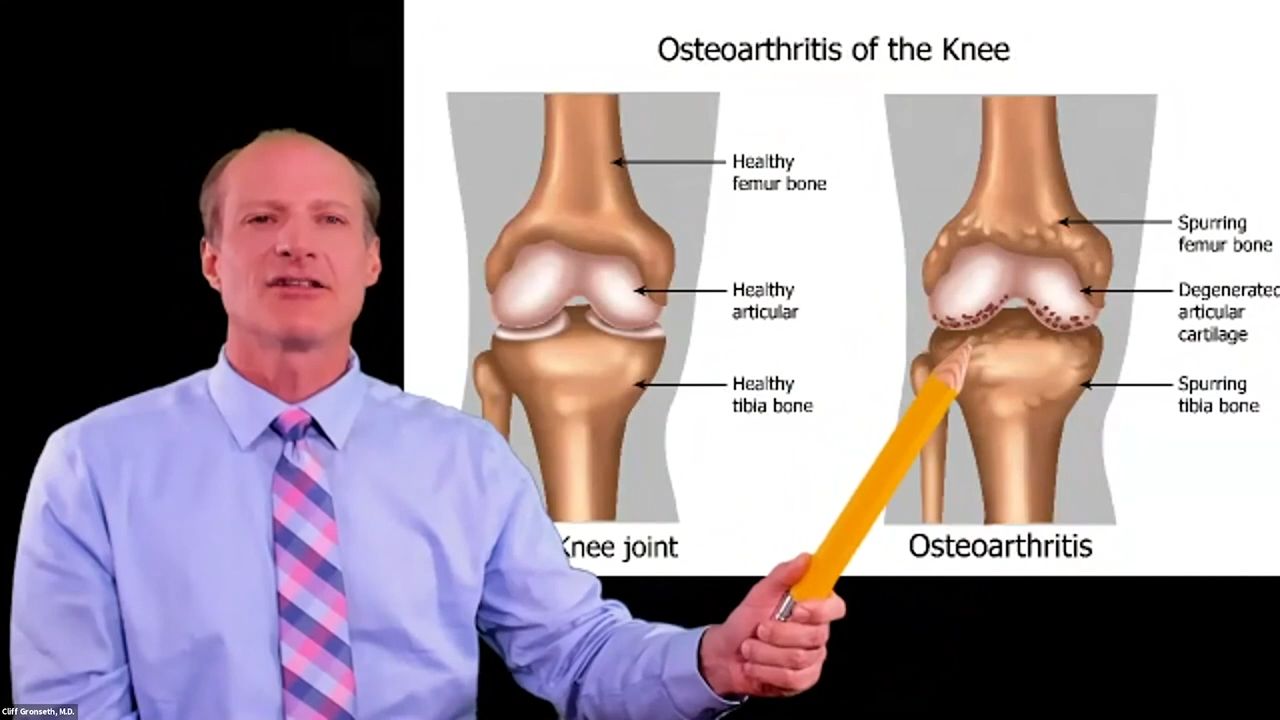 Osteoarthritis of the Knee
Healthy
femur bone
Healthy
articular
Healthy
tibia bone
Knee joint
Spurring
femur bone
Degenerated
articular
cartilage
Spurring
tibia bone
Osteoarthritis
Cliff Gronseth, M.D.